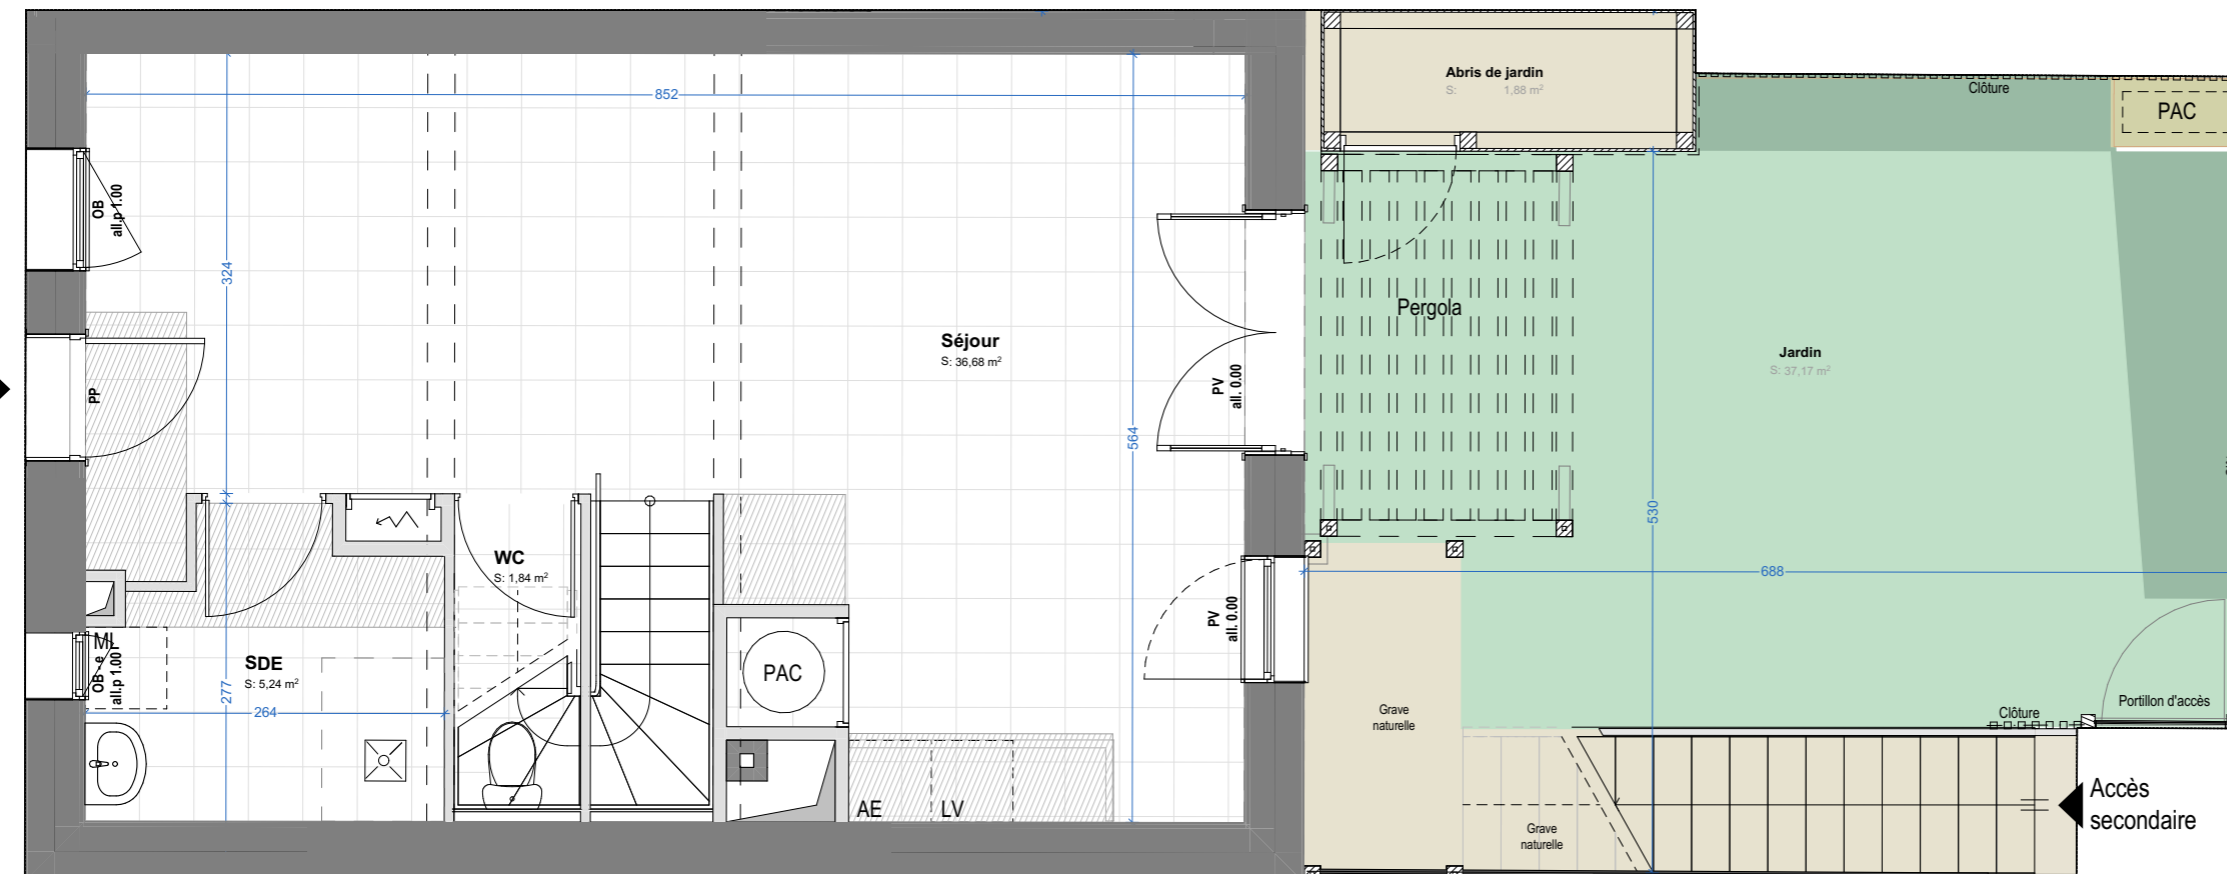 Abris de jardin
S: 1,88 m²
Clôture
PAC
852
OB
all.p 1.00
324
Pergola
Séjour
S: 36,68 m²
Jardin
S: 37,17 m²
PP
PV
all. 0.00
564
530
WC
S: 1,84 m²
688
PV
all. 0.00
ML
OB - e
all.p 1.00
SDE
S: 5,24 m²
277
264
PAC
Grave
naturelle
Clôture
Portillon d'accès
AE
LV
Grave
naturelle
Accès
secondaire